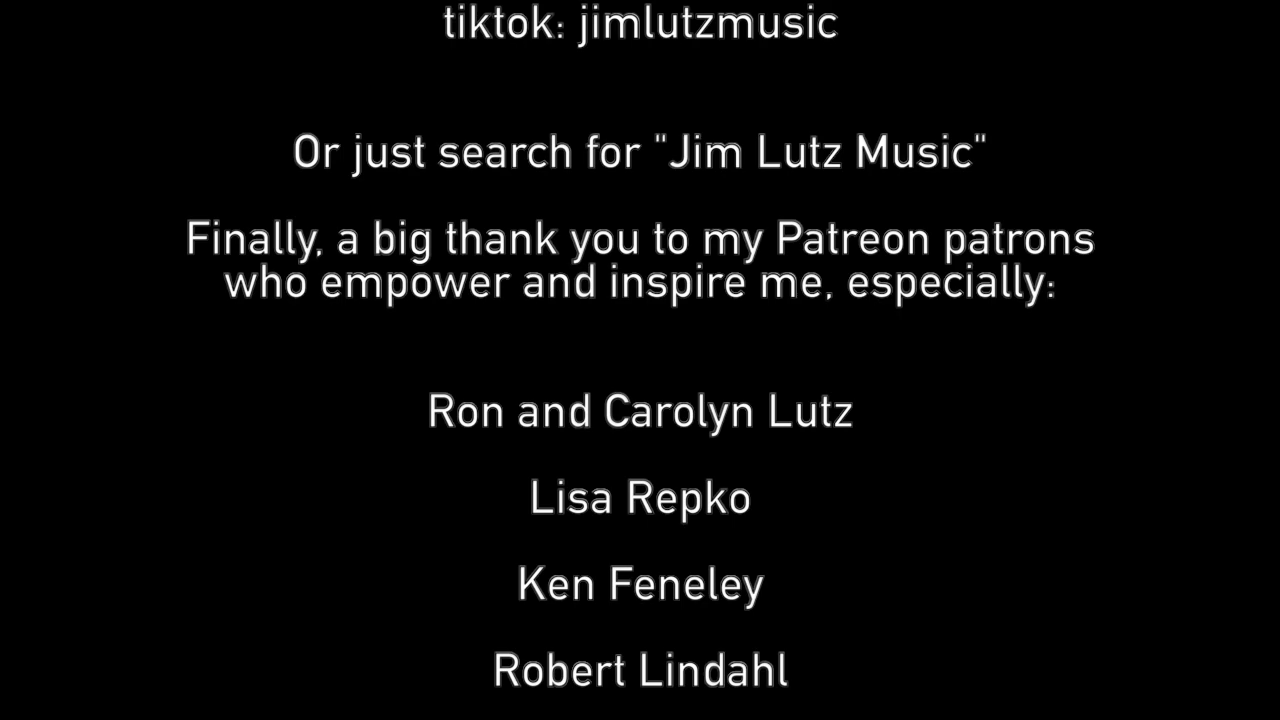 tiktok: jimlutzmusic
Or just search for "Jim Lutz Music"
Finally, a big thank you to my Patreon patrons
who empower and inspire me, especially:
Ron and Carolyn Lutz
Lisa Repko
Ken Feneley
Robert Lindahl